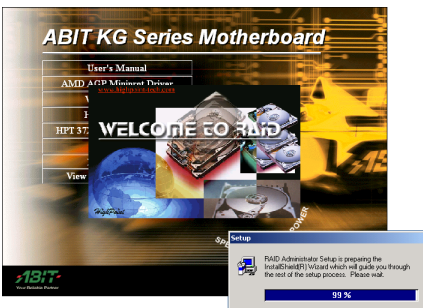 ABIT KG Series Motherboard
User's Manual
AMD AGP Miniport Driver
www.highpoint-tech.com
HPT 37
WELCOME TO RAID
View
HighPoint
POWER
Setup
RAID Administrator Setup is preparing the
InstallShield(R) Wizard which will guide you through
the rest of the setup process. Please wait.
99 %
ABIT
Your Reliable Partner